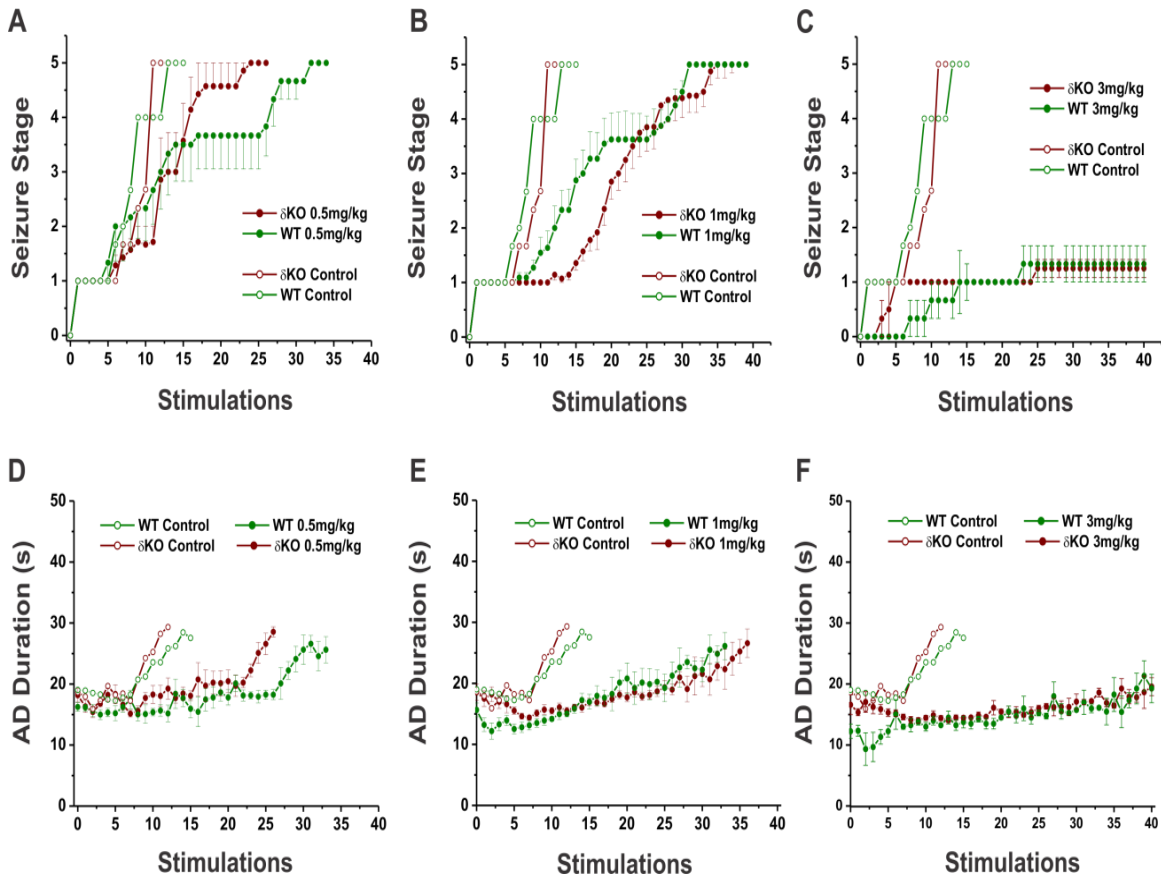 A
B
C
Seizure Stage
5
4
3
2
1
0
δKO 0.5mg/kg
WT 0.5mg/kg
δKO Control
WT Control
0 5 10 15 20 25 30 35 40
Stimulations
Seizure Stage
5
4
3
2
1
0
δKO 1mg/kg
WT 1mg/kg
δKO Control
WT Control
0 5 10 15 20 25 30 35 40
Stimulations
Seizure Stage
5
4
3
2
1
0
δKO 3mg/kg
WT 3mg/kg
δKO Control
WT Control
0 5 10 15 20 25 30 35 40
Stimulations
D
E
F
AD Duration (s)
50
40
30
20
10
0
WT Control WT 0.5mg/kg
δKO Control δKO 0.5mg/kg
0 5 10 15 20 25 30 35 40
Stimulations
AD Duration (s)
50
40
30
20
10
0
WT Control WT 1mg/kg
δKO Control δKO 1mg/kg
0 5 10 15 20 25 30 35 40
Stimulations
AD Duration (s)
50
40
30
20
10
0
WT Control WT 3mg/kg
δKO Control δKO 3mg/kg
0 5 10 15 20 25 30 35 40
Stimulations